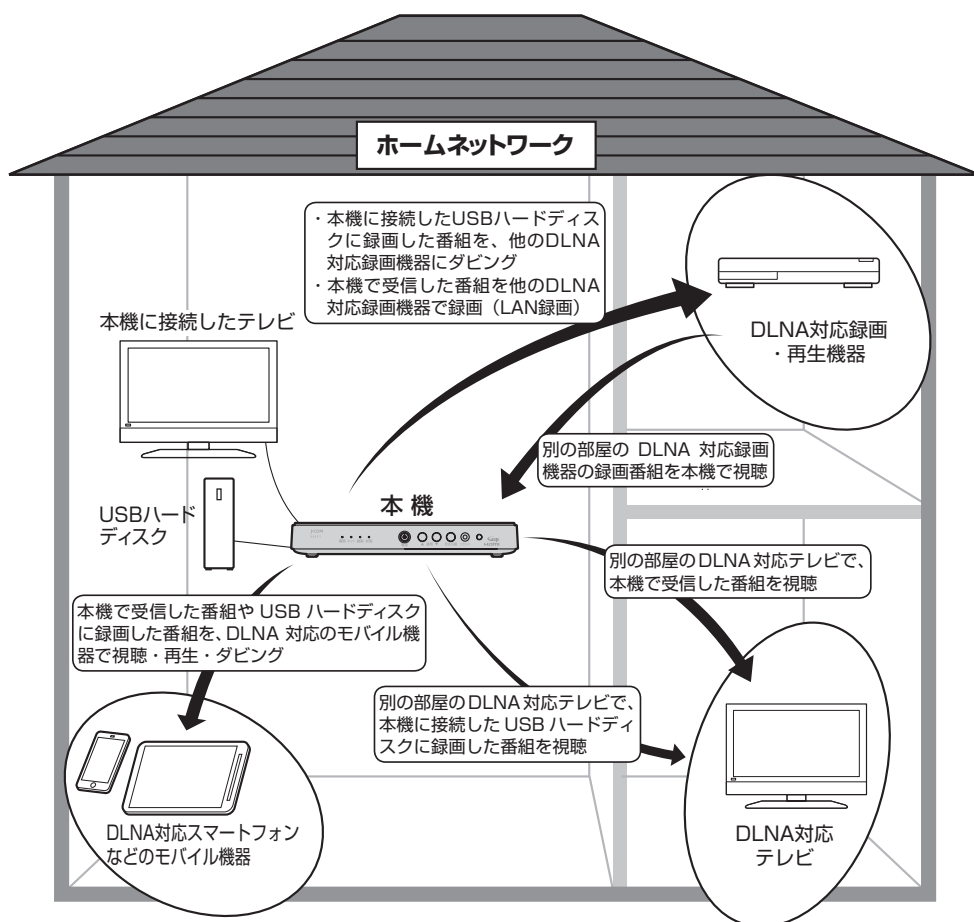 ホームネットワーク
・本機に接続したUSBハードディス
クに録画した番組を、他のDLNA
対応録画機器にダビング
・本機で受信した番組を他のDLNA
対応録画機器で録画（LAN録画）
DLNA対応録画
・再生機器
本機に接続したテレビ
別の部屋の DLNA 対応録画
機器の録画番組を本機で視聴
本 機
USBハード
ディスク
別の部屋のDLNA対応テレビで、
本機で受信した番組を視聴
本機で受信した番組や USB ハードディスク
に録画した番組を、DLNA 対応のモバイル機
器で視聴・再生・ダビング
別の部屋のDLNA対応テレビで、
本機に接続した USB ハードディ
スクに録画した番組を視聴
DLNA対応スマートフォン
などのモバイル機器
DLNA対応
テレビ